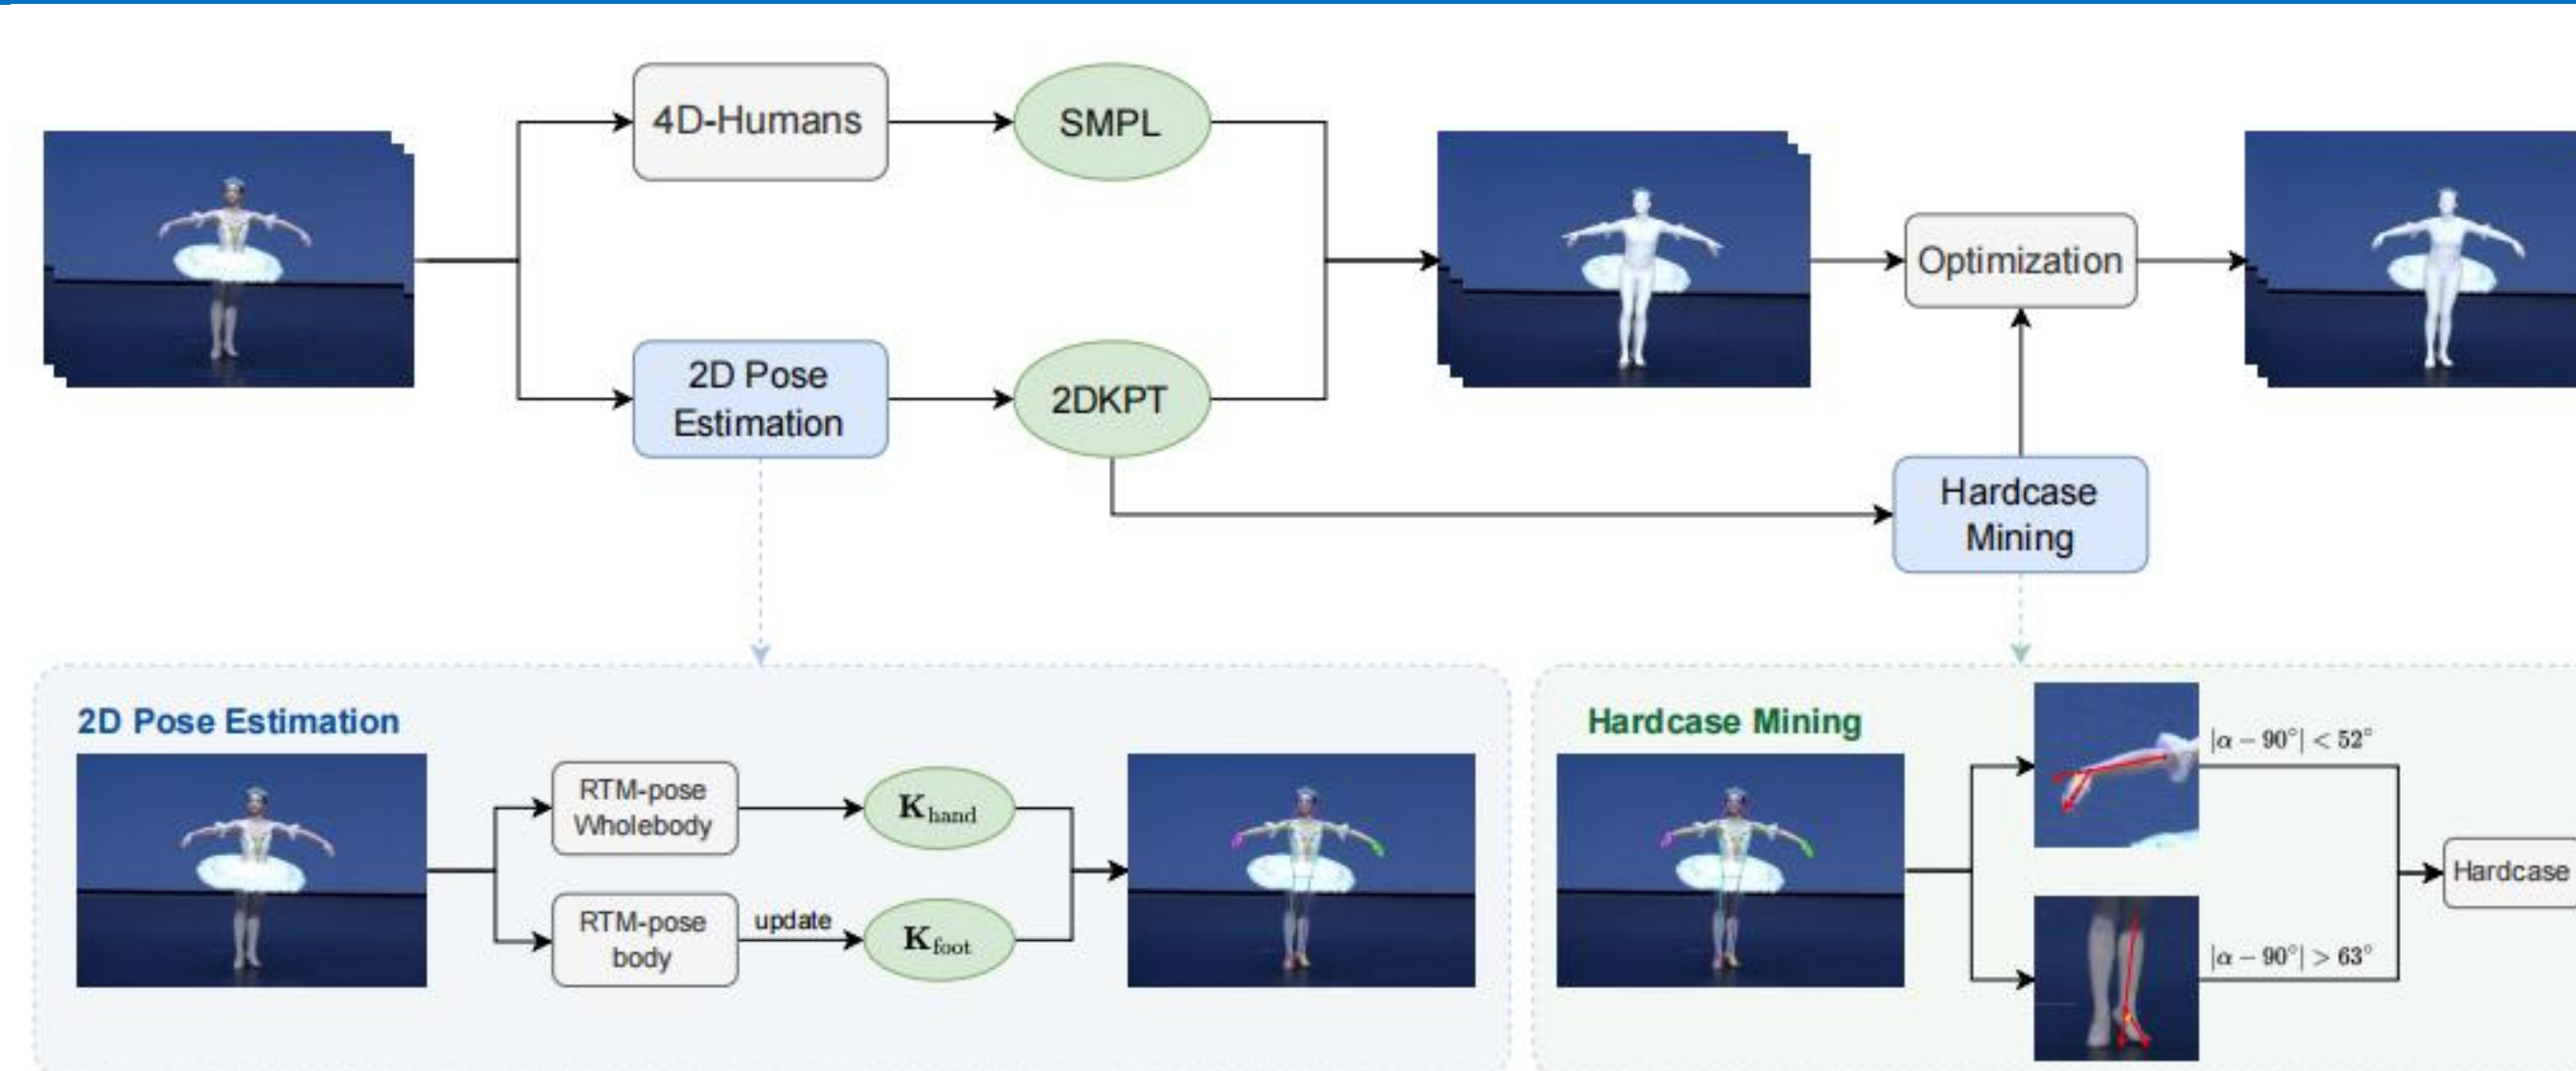 4D-Humans
SMPL
2D Pose
Estimation
2DKPT
Optimization
Hardcase
Mining
2D Pose Estimation
RTM-pose
Wholebody
K_hand
RTM-pose
body
update
K_foot
Hardcase Mining
|α − 90°| < 52°
|α − 90°| > 63°
Hardcase